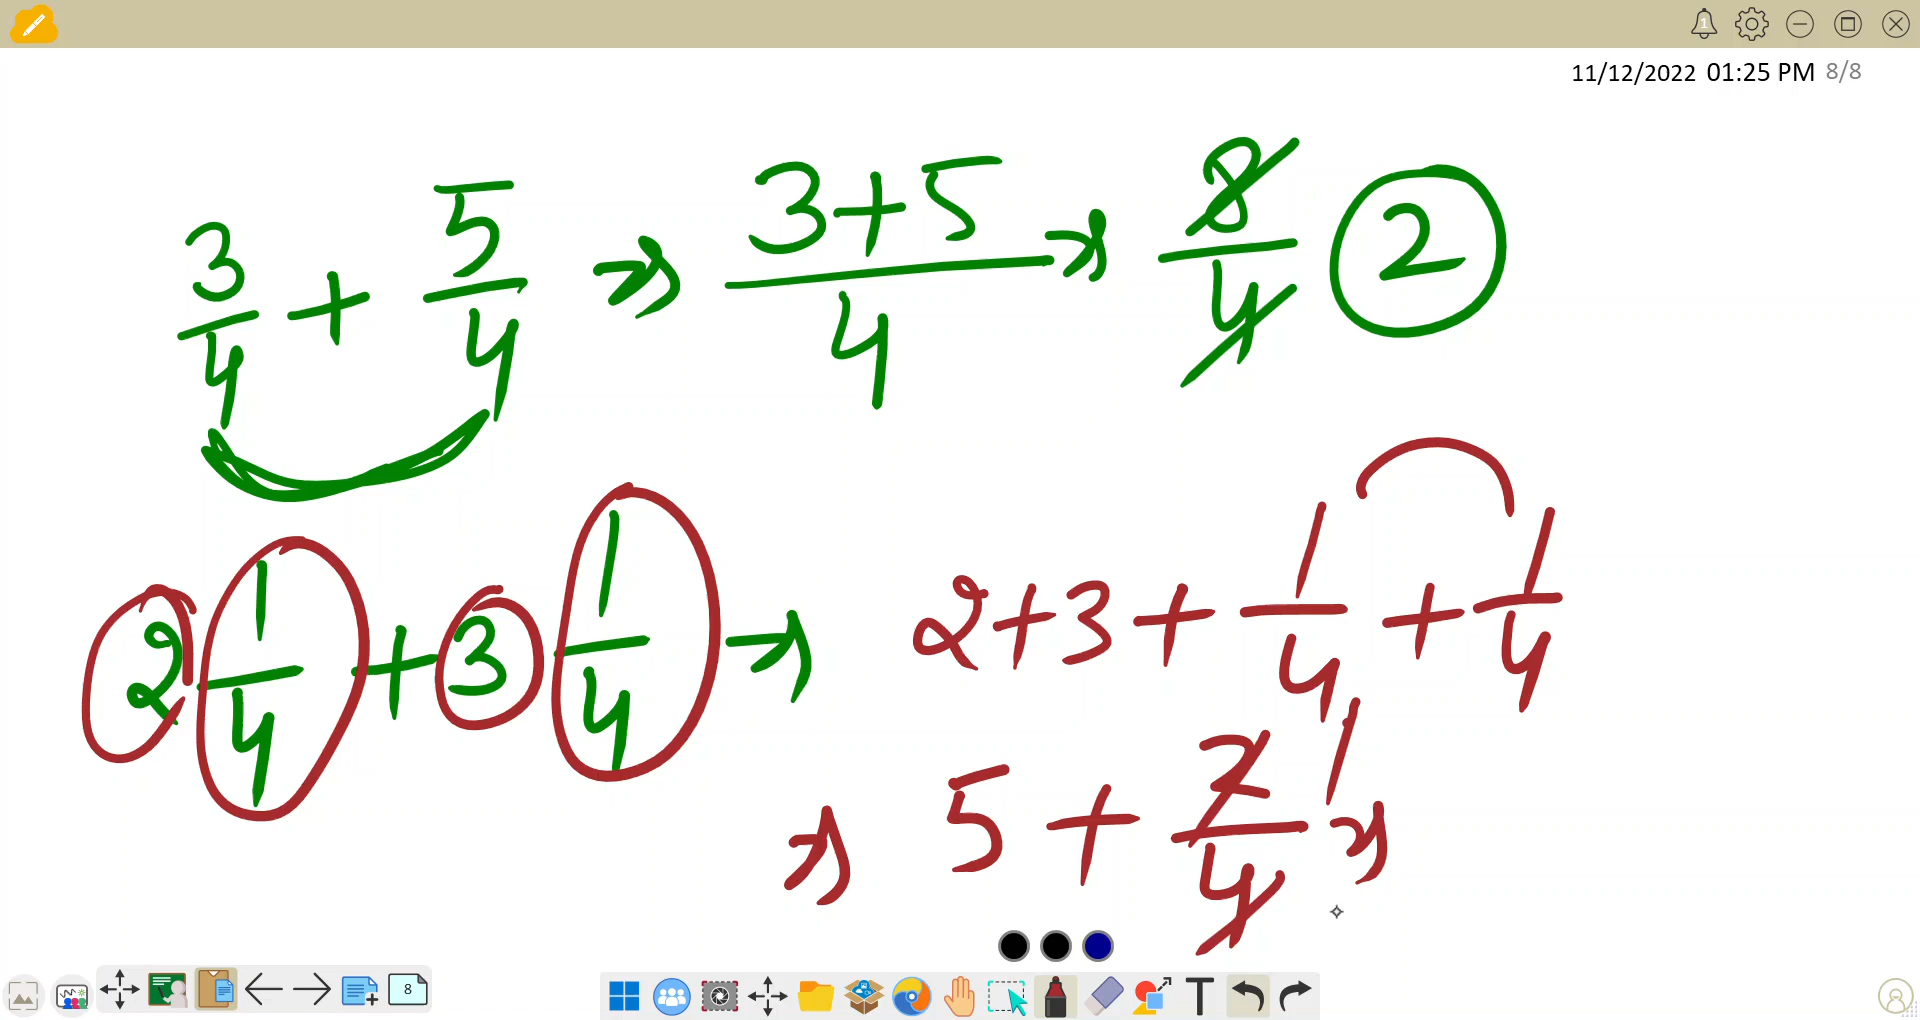 1
11/12/2022 01:25 PM 8/8
3/4 + 5/4 ⇒ (3+5)/4 ⇒ 8/4 2
2 1/4 + 3 1/4 → 2+3+1/4+1/4
⇒ 5 + 2/4 1 ⇒
8
T